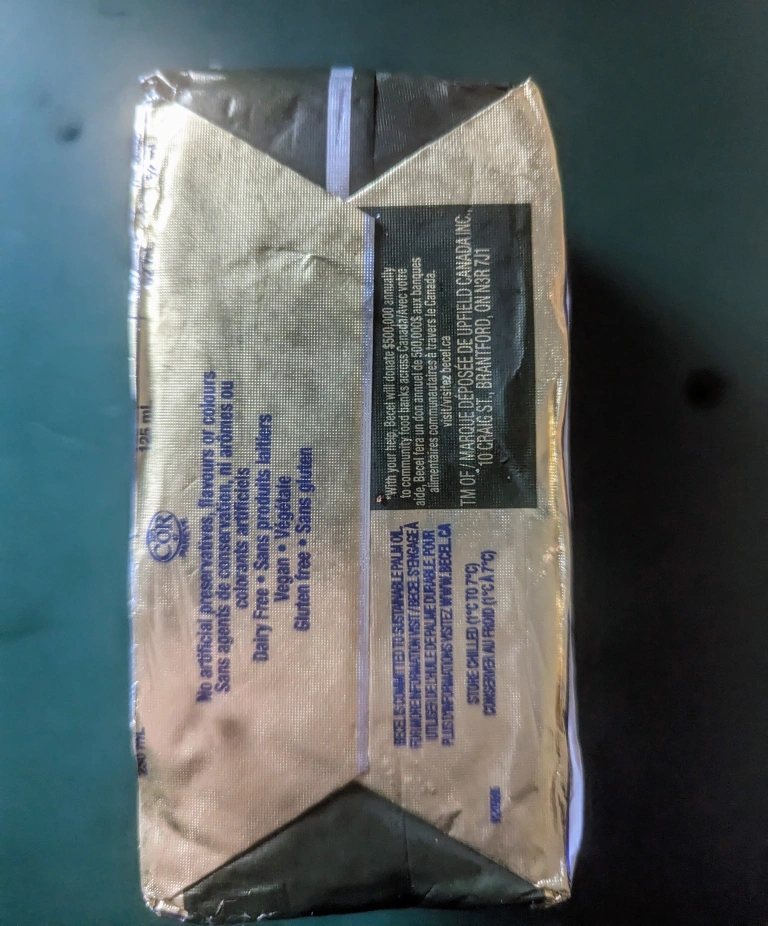 125 mL
250 mL
COR
No artificial preservatives, flavours or colours
Sans agents de conservation, ni arômes ou
colorants artificiels
Dairy Free • Sans produits laitiers
Vegan • Végétale
Gluten free • Sans gluten
*With your help, Becel will donate $500,000 annually
to community food banks across Canada/Avec votre
aide, Becel fera un don annuel de 500,000$ aux banques
alimentaires communautaires à travers le Canada.
visit/visitez becel.ca
TM OF / MARQUE DÉPOSÉE DE UPFIELD CANADA INC.,
10 CRAIG ST., BRANTFORD, ON N3R 7J1
BECEL IS COMMITTED TO SUSTAINABLE PALM OIL.
FOR MORE INFORMATION VISIT / BECEL S'ENGAGE À
UTILISER DE L'HUILE DE PALME DURABLE. POUR
PLUS D'INFORMATIONS VISITEZ WWW.BECEL.CA
STORE CHILLED (1°C TO 7°C)
CONSERVER AU FROID (1°C À 7°C)